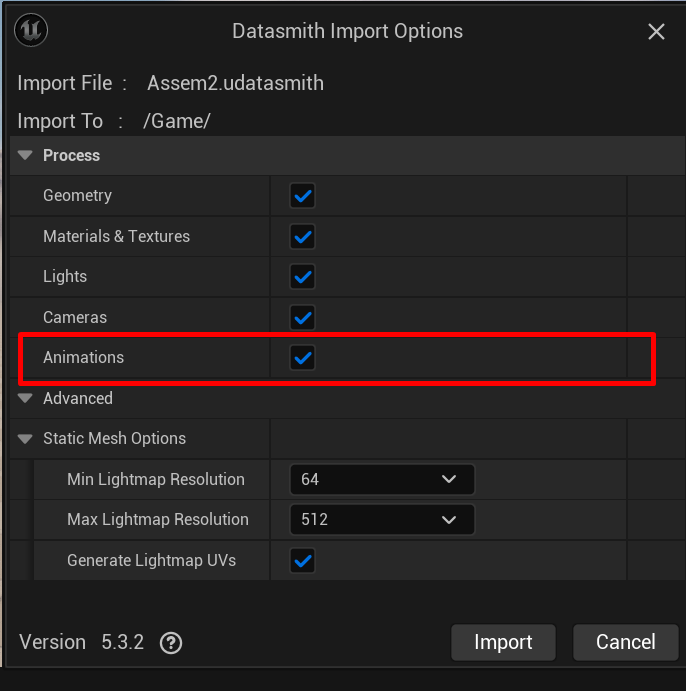 Datasmith Import Options
Import File : Assem2.udatasmith
Import To : /Game/
Process
Geometry
Materials & Textures
Lights
Cameras
Animations
Advanced
Static Mesh Options
Min Lightmap Resolution 64
Max Lightmap Resolution 512
Generate Lightmap UVs
Version 5.3.2 ? Import Cancel